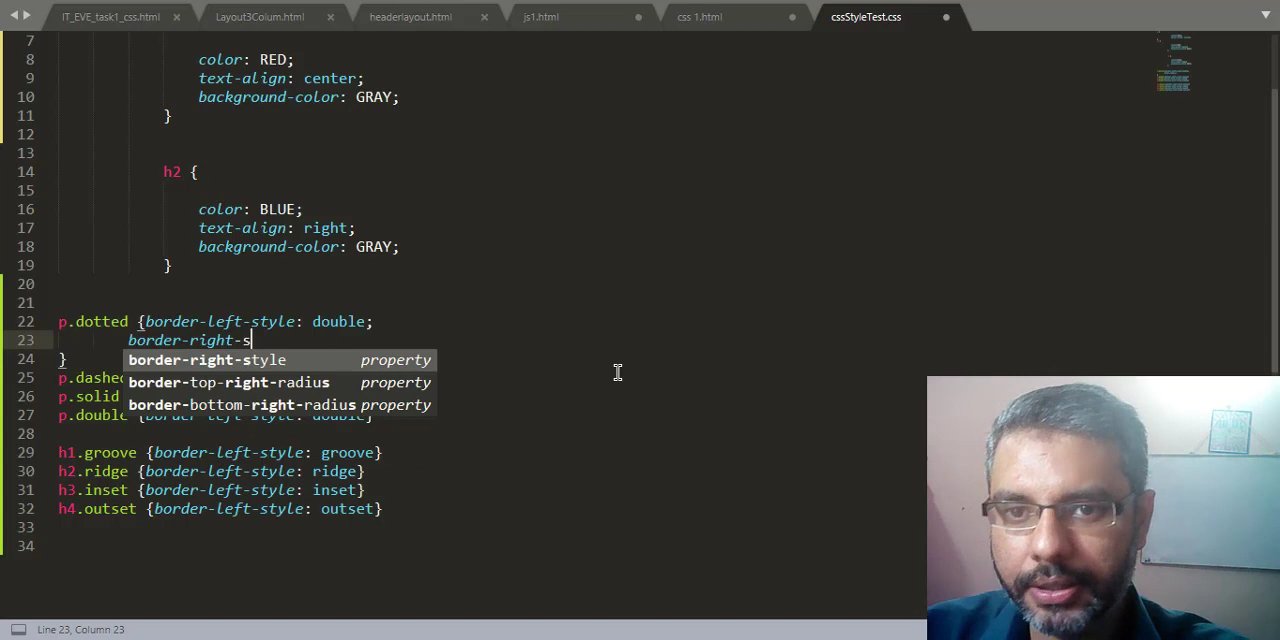 IT_EVE_task1_css.html Layout3Colum.html headerlayout.html js1.html css 1.html cssStyleTest.css
7
8 color: RED;
9 text-align: center;
10 background-color: GRAY;
11 }
12
13
14 h2 {
15
16 color: BLUE;
17 text-align: right;
18 background-color: GRAY;
19 }
20
21
22 p.dotted {border-left-style: double;
23 border-right-s
24 }
border-right-style property
25 p.dashed
border-top-right-radius property
26 p.solid
border-bottom-right-radius property
27 p.double {border-left-style: double}
28
29 h1.groove {border-left-style: groove}
30 h2.ridge {border-left-style: ridge}
31 h3.inset {border-left-style: inset}
32 h4.outset {border-left-style: outset}
33
34
Line 23, Column 23